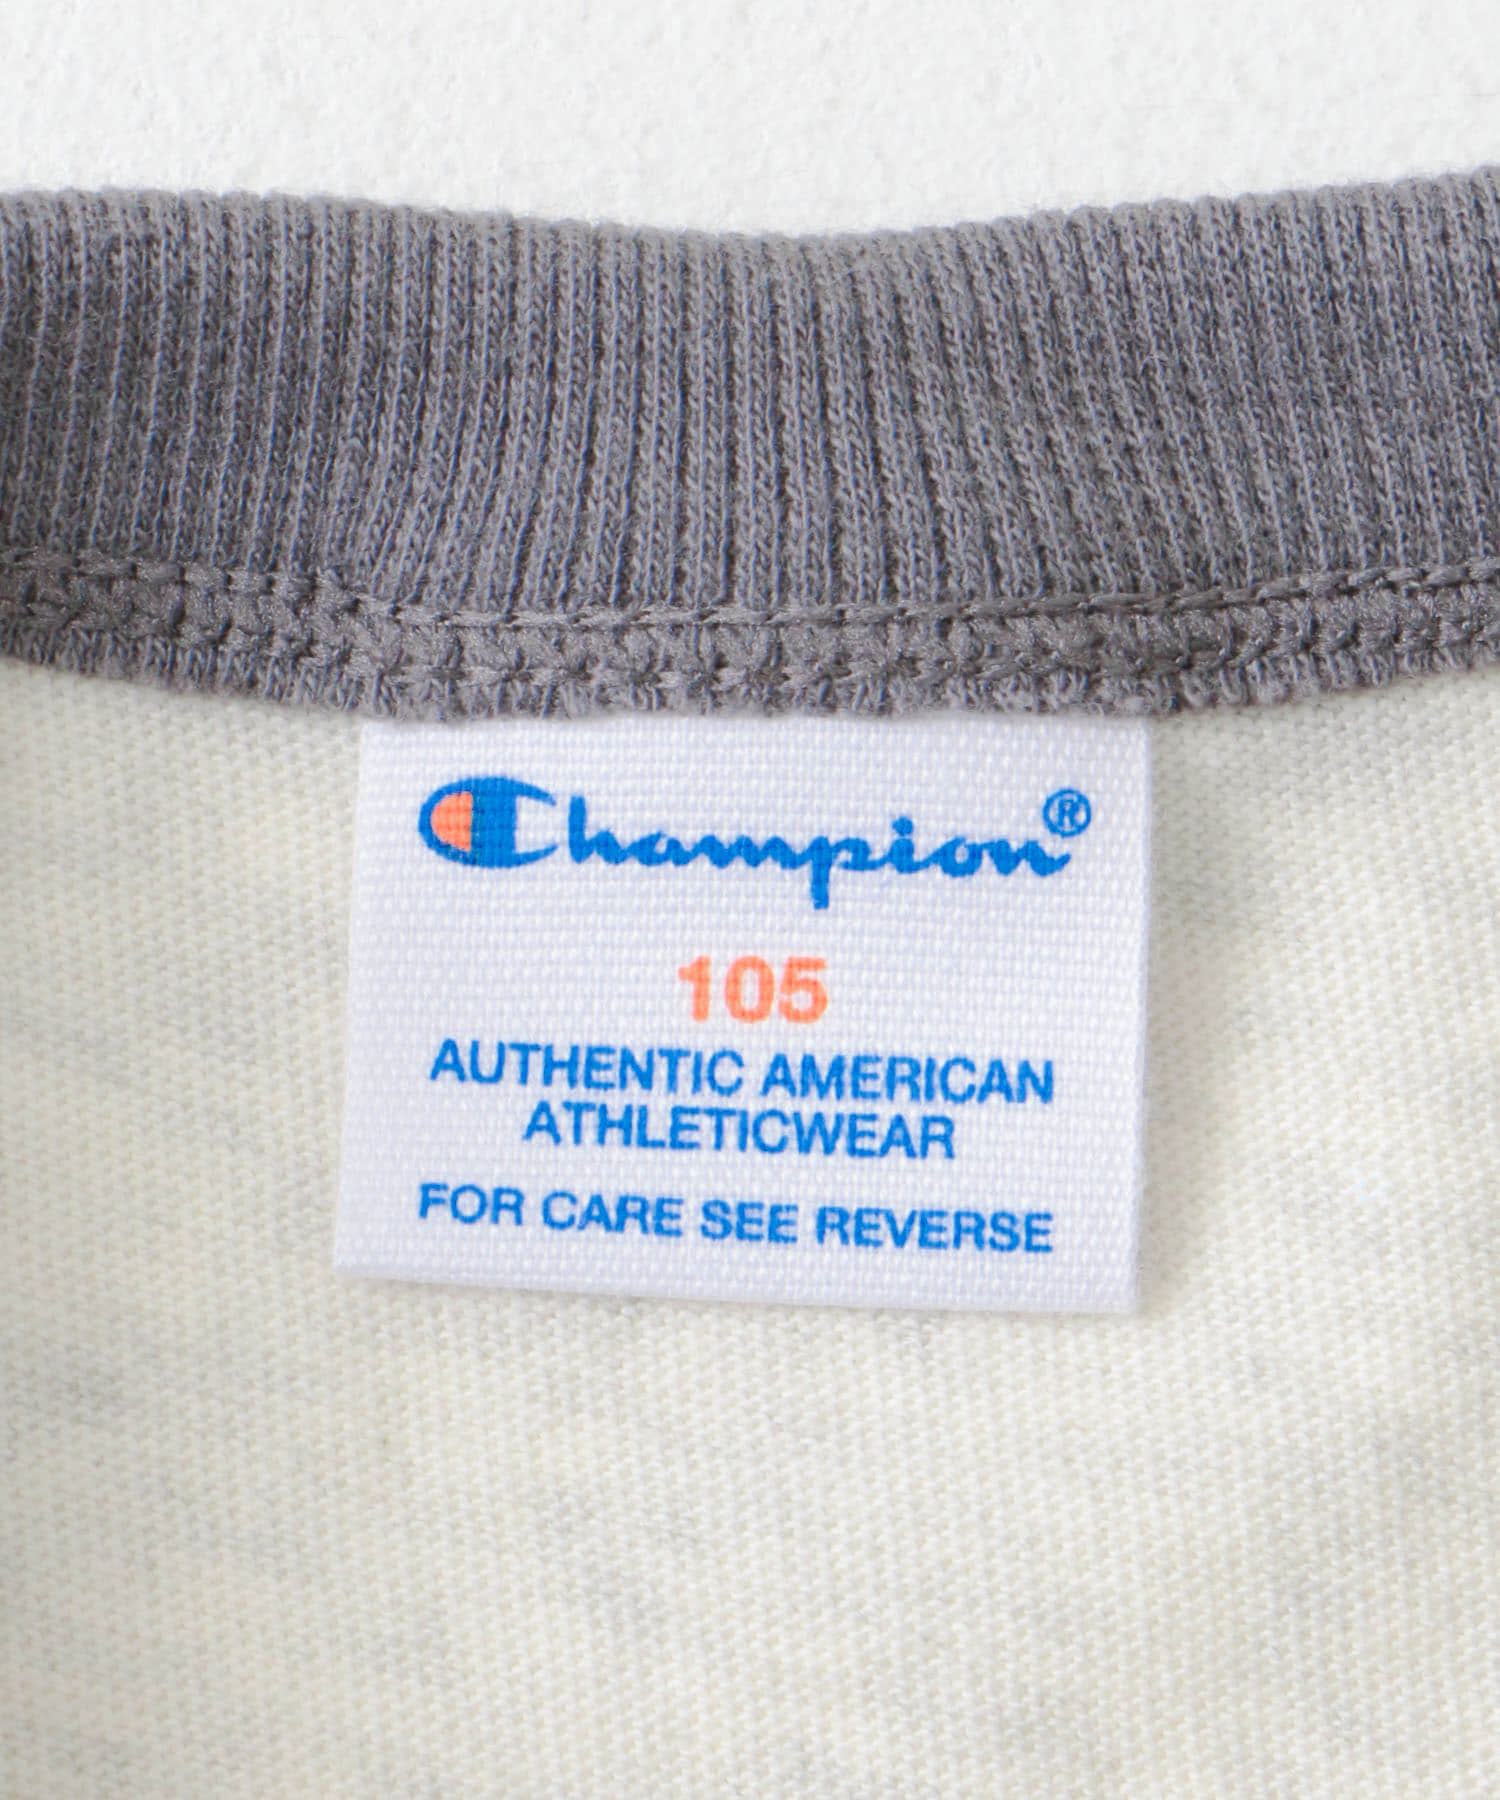 Champion®
105
AUTHENTIC AMERICAN
ATHLETICWEAR
FOR CARE SEE REVERSE